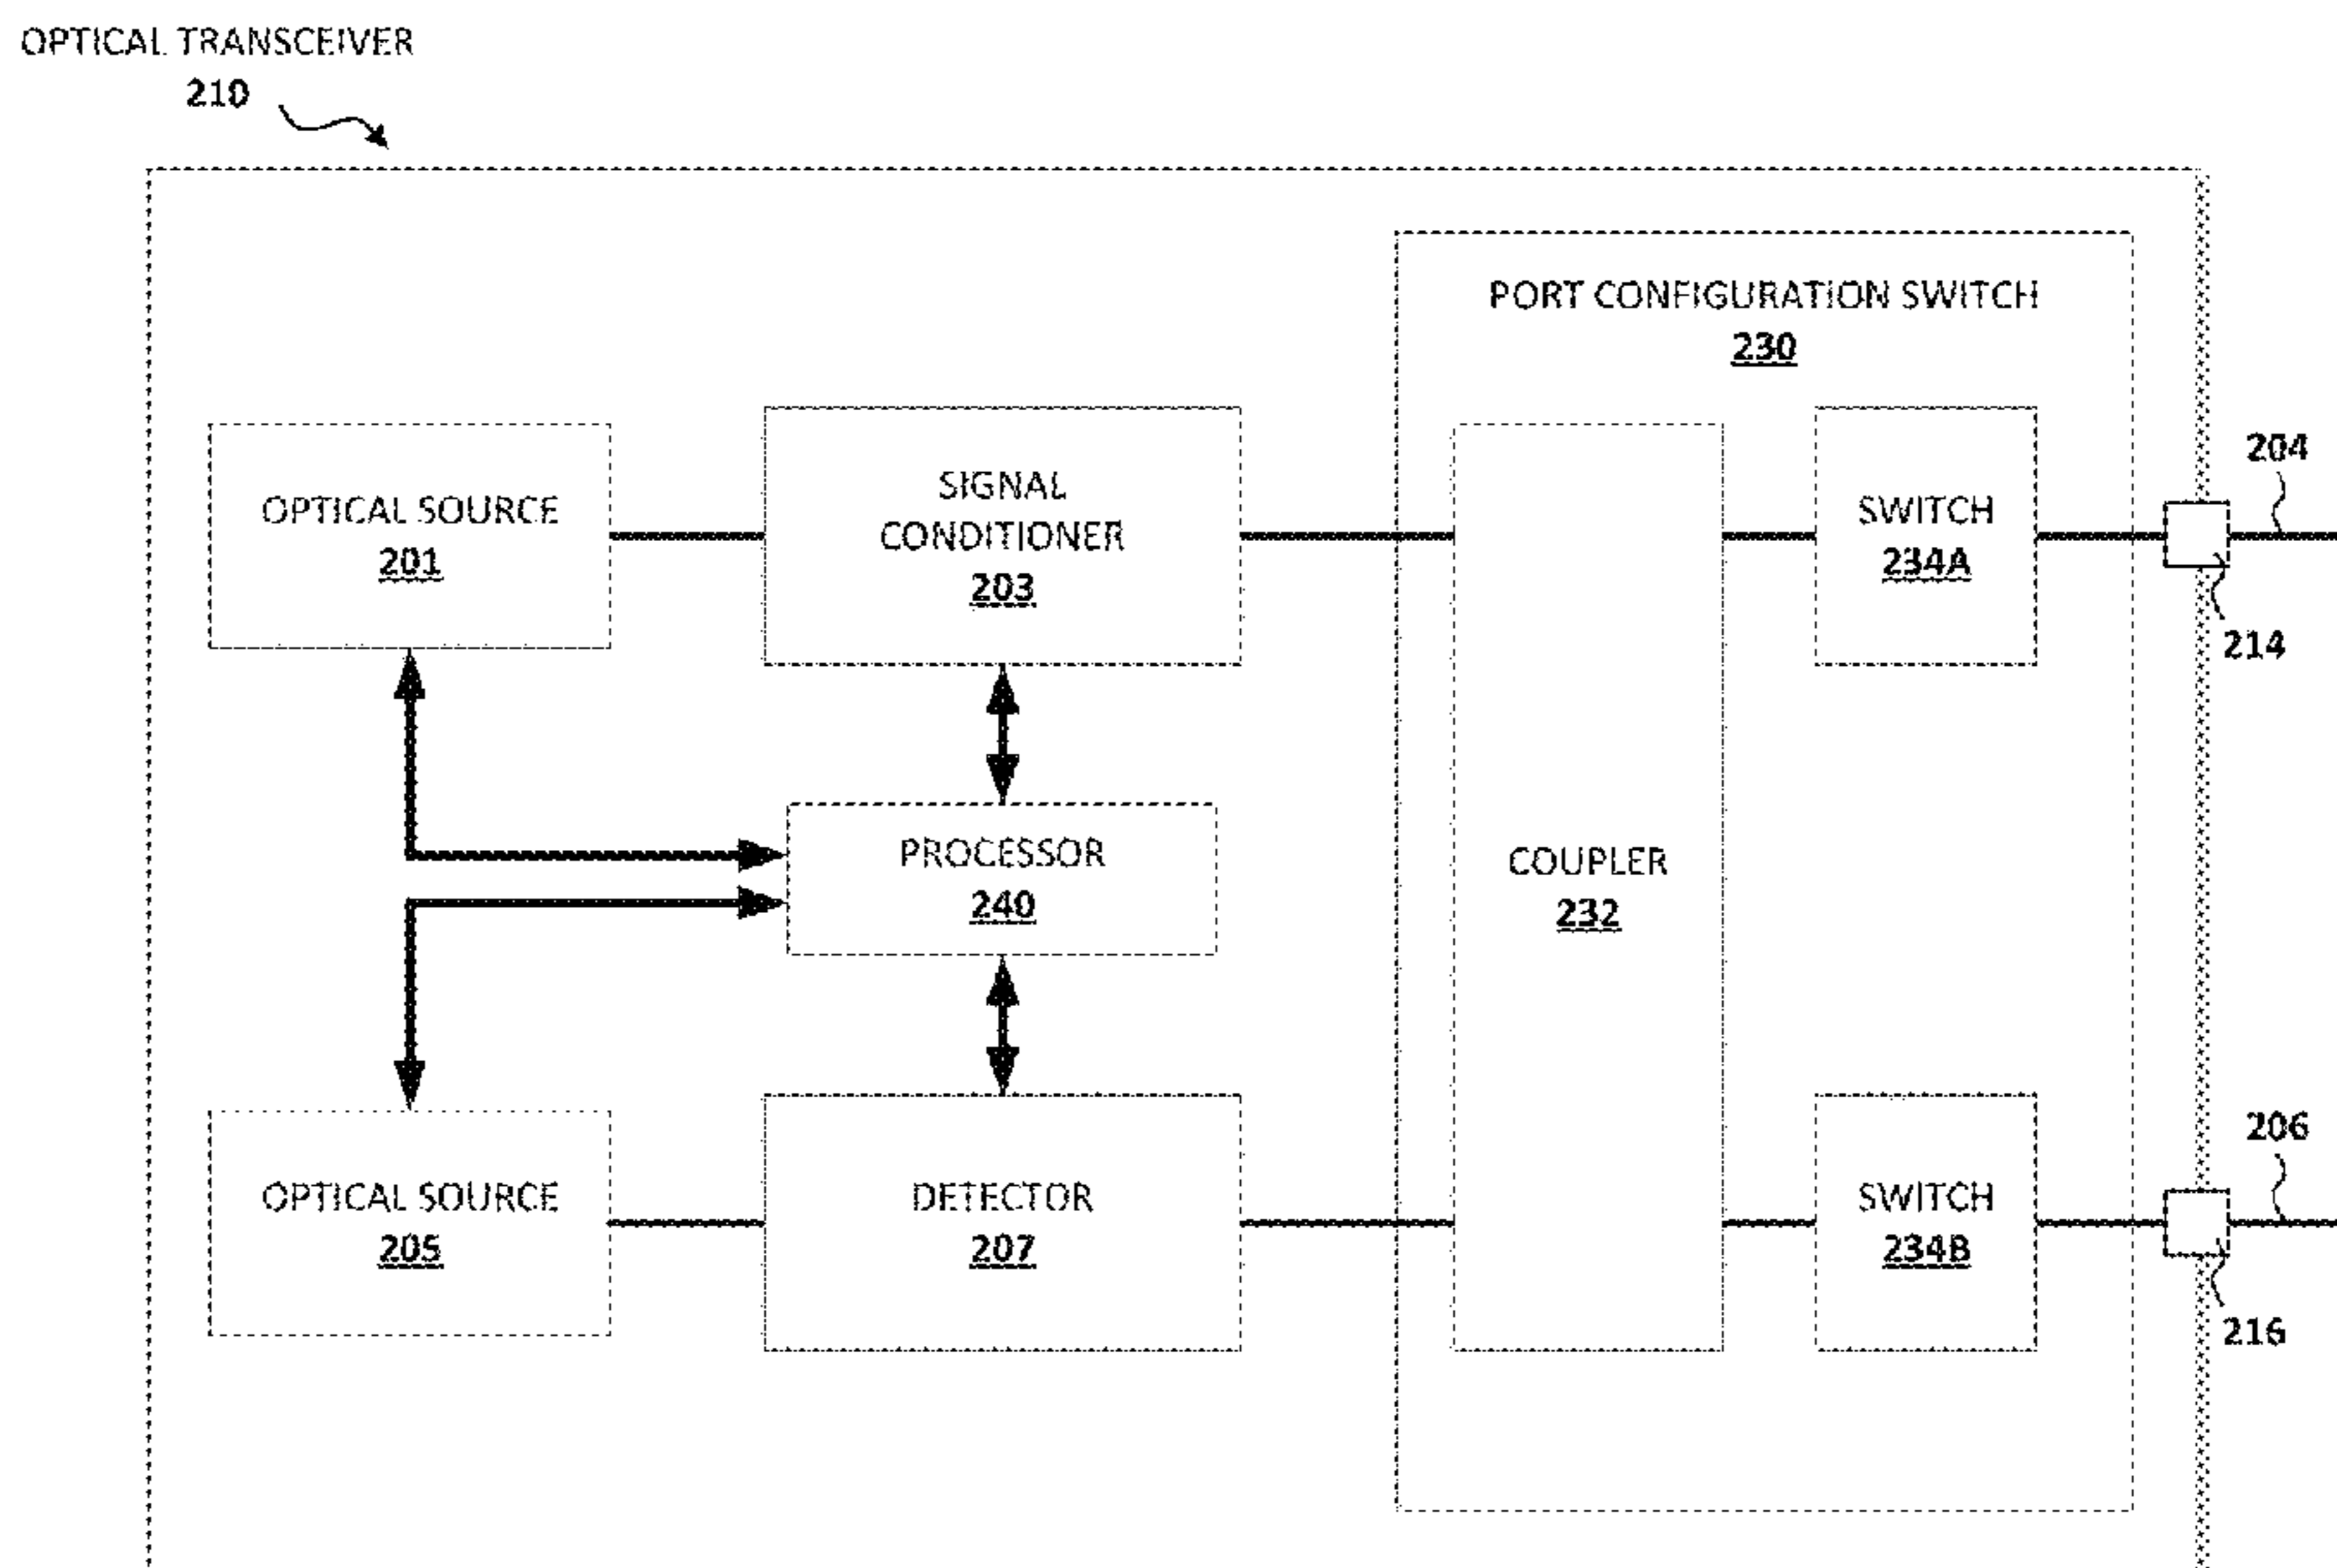 OPTICAL TRANSCEIVER
210
PORT CONFIGURATION SWITCH
230
OPTICAL SOURCE
201
SIGNAL
CONDITIONER
203
SWITCH
234A
204
214
PROCESSOR
240
COUPLER
232
OPTICAL SOURCE
205
DETECTOR
207
SWITCH
234B
206
216